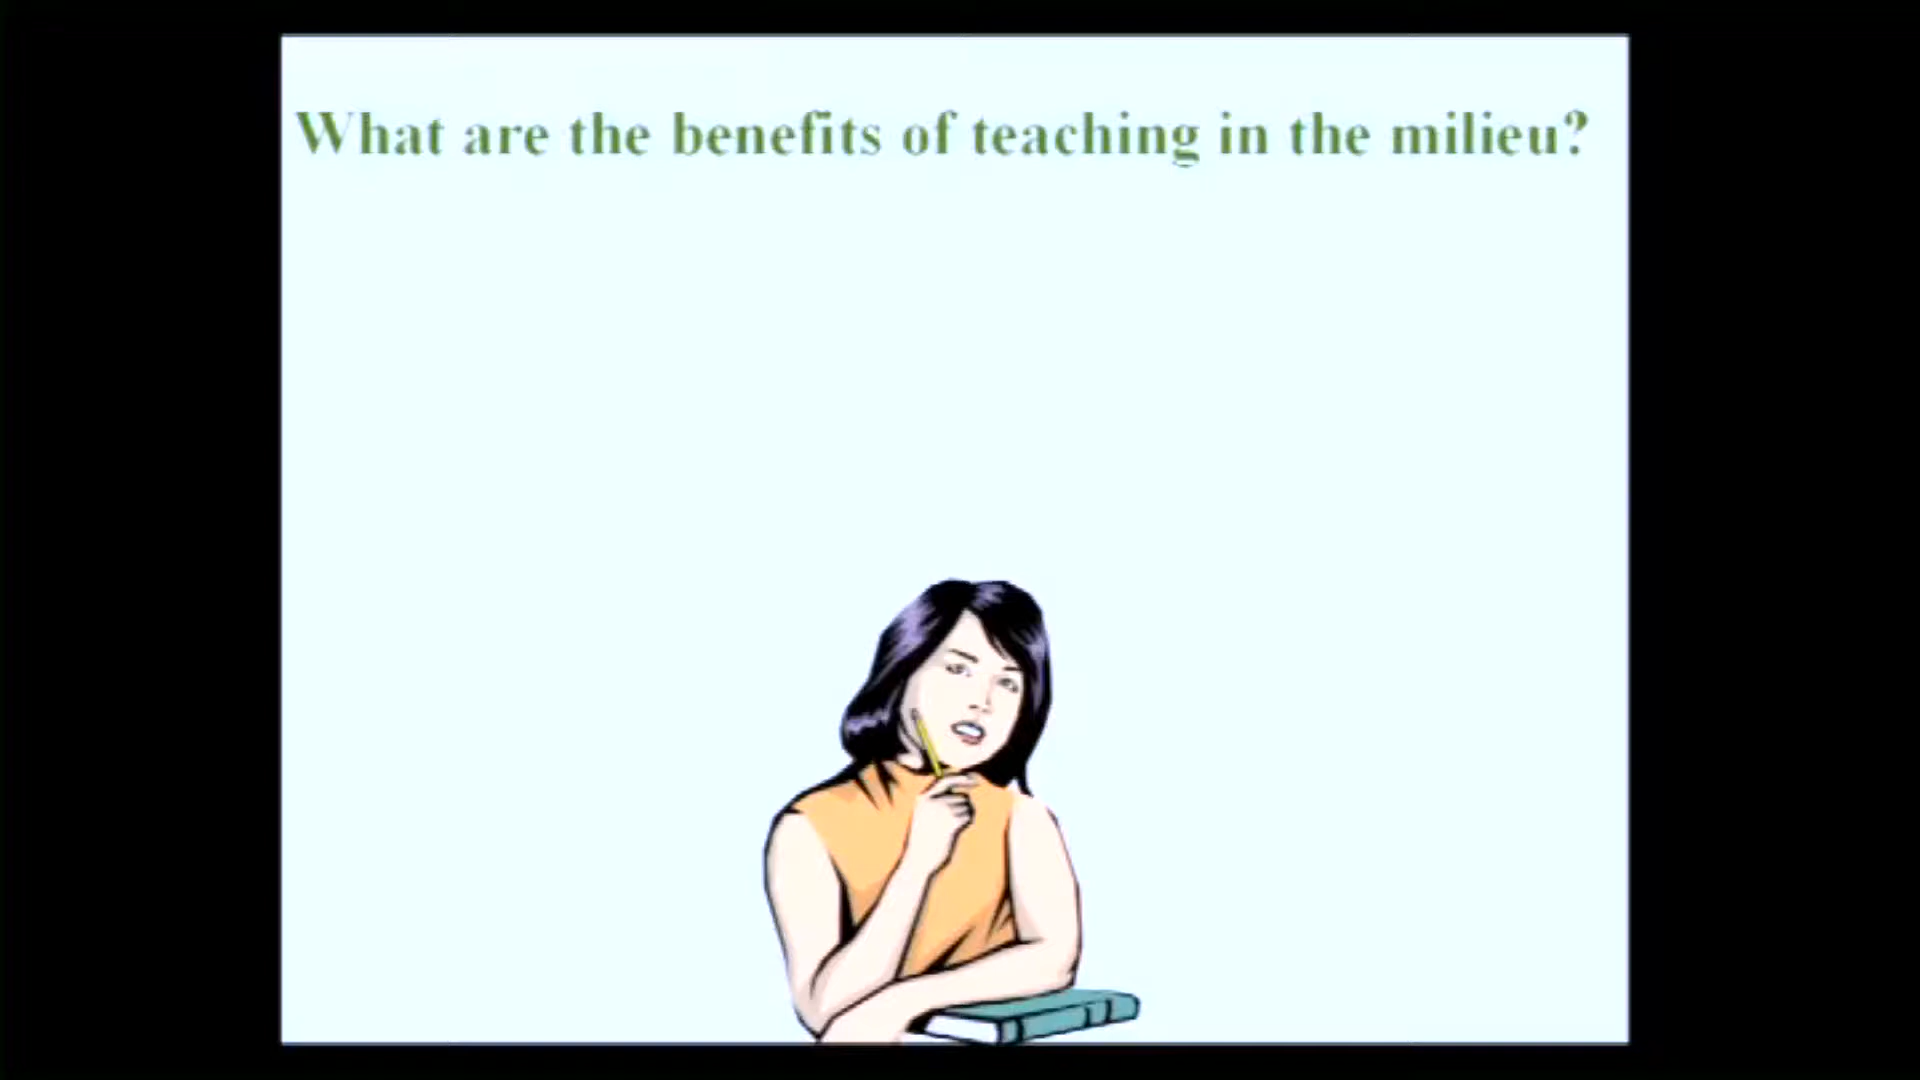 What are the benefits of teaching in the milieu?